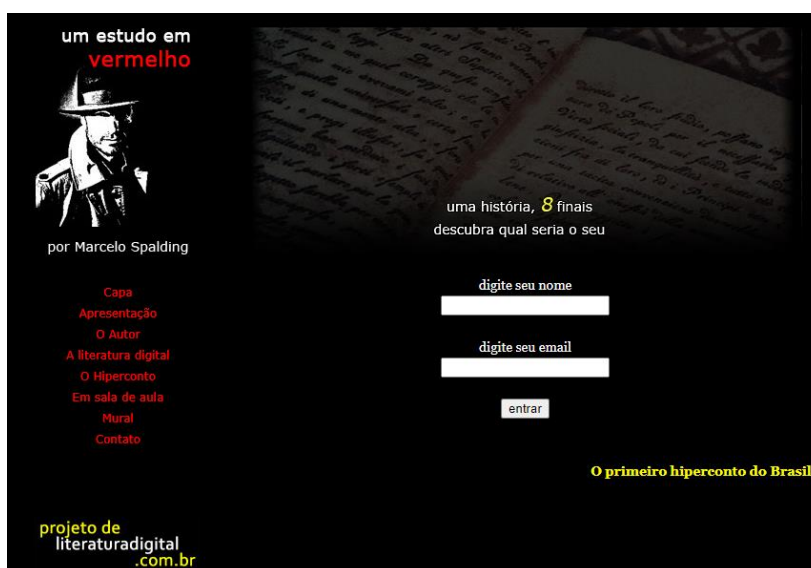 um estudo em
vermelho
por Marcelo Spalding
Capa
Apresentação
O Autor
A literatura digital
O Hiperconto
Em sala de aula
Mural
Contato
projeto de
literaturadigital
.com.br
uma história, 8 finais
descubra qual seria o seu
digite seu nome
digite seu email
entrar
O primeiro hiperconto do Brasil